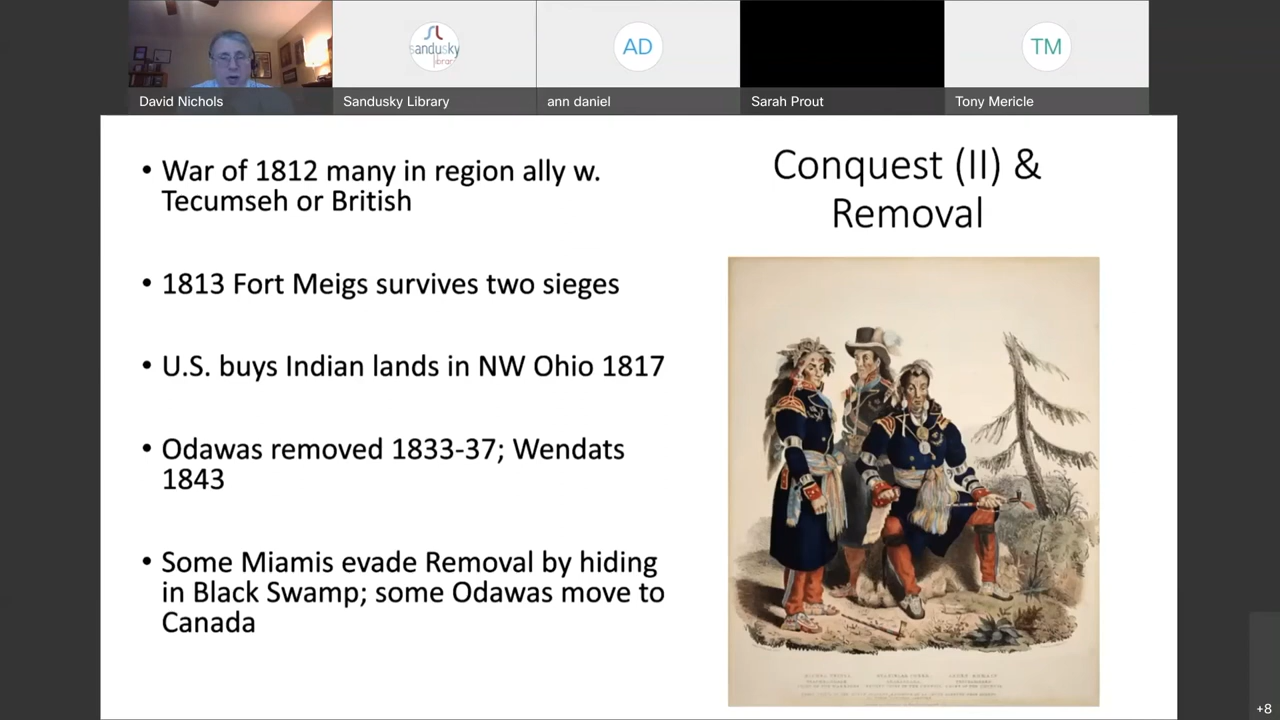 sandusky
library
AD
TM
David Nichols
Sandusky Library
ann daniel
Sarah Prout
Tony Mericle
Conquest (II) &
Removal
• War of 1812 many in region ally w.
Tecumseh or British
• 1813 Fort Meigs survives two sieges
• U.S. buys Indian lands in NW Ohio 1817
• Odawas removed 1833-37; Wendats
1843
• Some Miamis evade Removal by hiding
in Black Swamp; some Odawas move to
Canada
+8